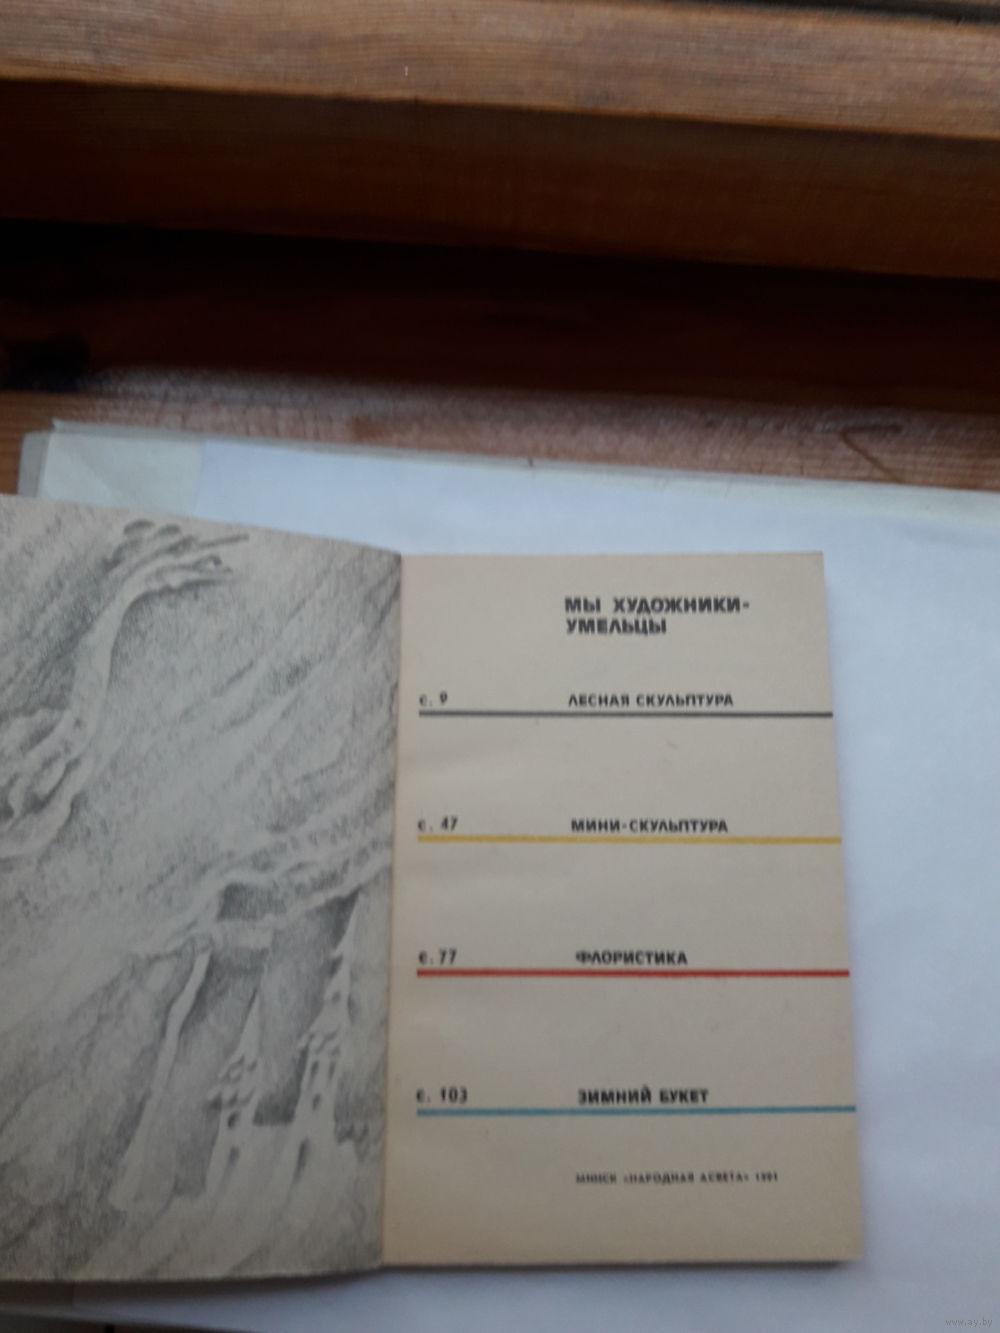 МЫ ХУДОЖНИКИ-
УМЕЛЬЦЫ
с. 9 ЛЕСНАЯ СКУЛЬПТУРА
с. 47 МИНИ-СКУЛЬПТУРА
с. 77 ФЛОРИСТИКА
с. 103 ЗИМНИЙ БУКЕТ
МИНСК «НАРОДНАЯ АСВЕТА» 1991
www.ay.by